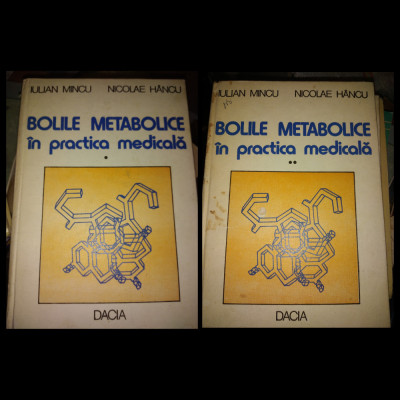 IULIAN MINCU NICOLAE HÂNCU
BOLILE METABOLICE
în practica medicală
*
DACIA
IULIAN MINCU NICOLAE HÂNCU
BOLILE METABOLICE
în practica medicală
**
DACIA